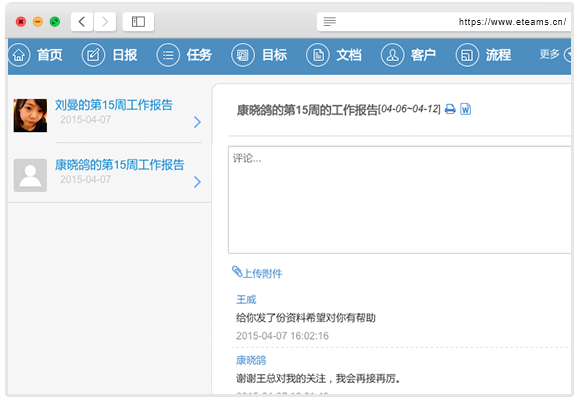 https://www.eteams.cn/
首页 日报 任务 目标 文档 客户 流程 更多
刘曼的第15周工作报告
2015-04-07
康晓鸽的第15周工作报告
2015-04-07
康晓鸽的第15周的工作报告[04-06~04-12]
评论...
上传附件
王威
给你发了份资料希望对你有帮助
2015-04-07 16:02:16
康晓鸽
谢谢王总对我的关注，我会再接再厉。